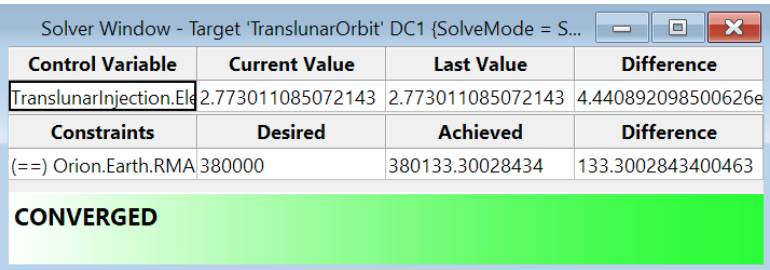 Solver Window - Target 'TranslunarOrbit' DC1 {SolveMode = S...
Control Variable Current Value Last Value Difference
TranslunarInjection.Ele 2.773011085072143 2.773011085072143 4.440892098500626e
Constraints Desired Achieved Difference
(==) Orion.Earth.RMA 380000 380133.30028434 133.3002843400463
CONVERGED